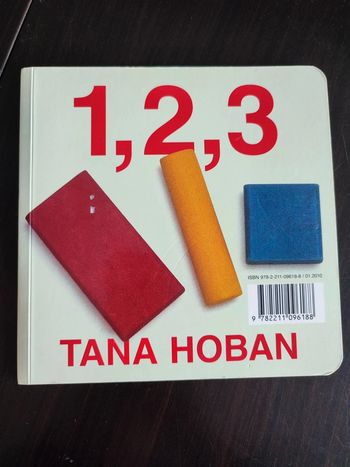 1,2,3
ISBN 978-2-211-09618-8 / 01.2010
9 782211 096188
TANA HOBAN